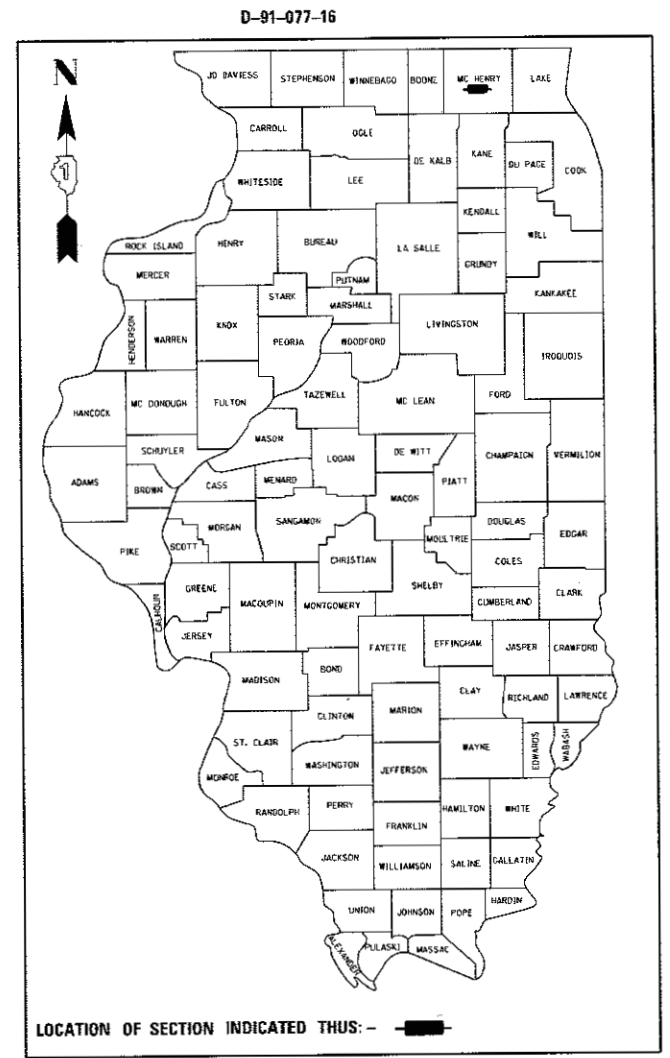 D-91-077-16
N
1
JO DAVIESS STEPHENSON WINNEBAGO BOONE MC HENRY LAKE
CARROLL OGLE DE KALB KANE DU PAGE COOK
WHITESIDE LEE
KENDALL
ROCK ISLAND HENRY BUREAU LA SALLE GRUNDY WILL
MERCER PUTNAM KANKAKEE
STARK MARSHALL
HENDERSON WARREN KNOX PEORIA WOODFORD LIVINGSTON IROQUOIS
HANCOCK MC DONOUGH FULTON TAZEWELL MC LEAN FORD
MASON
SCHUYLER LOGAN DE WITT CHAMPAIGN VERMILION
ADAMS BROWN CASS MENARD PIATT
MACON
MORGAN SANGAMON DOUGLAS EDGAR
PIKE SCOTT CHRISTIAN MOULTRIE
COLES
GREENE SHELBY
CALHOUN MACOUPIN MONTGOMERY CUMBERLAND CLARK
JERSEY FAYETTE EFFINGHAM JASPER CRAWFORD
MADISON BOND
CLAY RICHLAND LAWRENCE
CLINTON MARION
ST. CLAIR WAYNE EDWARDS WABASH
MONROE WASHINGTON JEFFERSON
RANDOLPH PERRY HAMILTON WHITE
FRANKLIN
JACKSON WILLIAMSON SALINE GALLATIN
HARDIN
UNION JOHNSON POPE
ALEXANDER PULASKI MASSAC
LOCATION OF SECTION INDICATED THUS: -